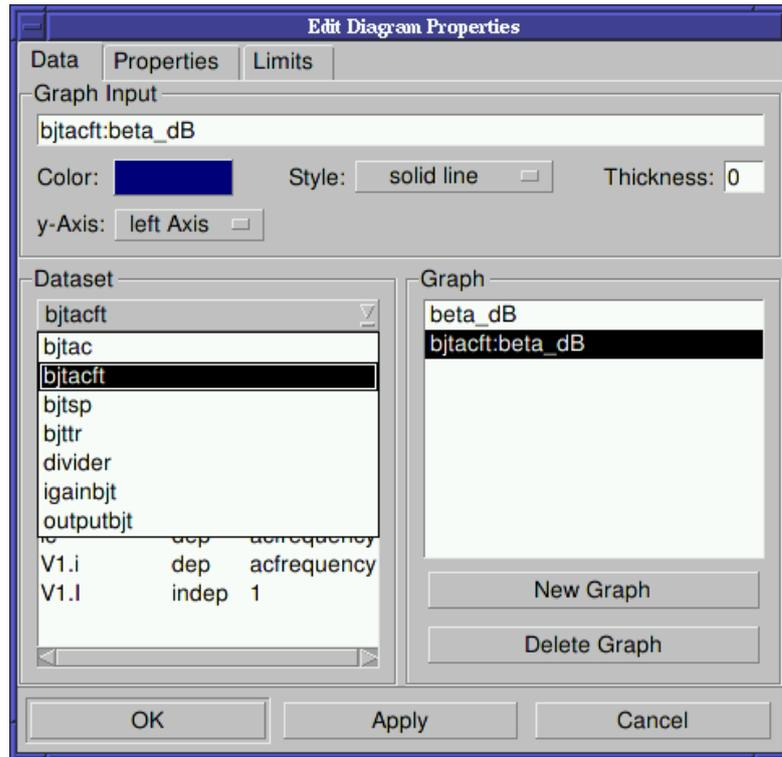 Edit Diagram Properties
Data Properties Limits
Graph Input
bjtacft:beta_dB
Color: Style: solid line Thickness: 0
y-Axis: left Axis
Dataset
bjtacft
bjtac
bjtacft
bjtsp
bjttr
divider
igainbjt
outputbjt
dep acfrequency
V1.i dep acfrequency
V1.I indep 1
Graph
beta_dB
bjtacft:beta_dB
New Graph
Delete Graph
OK Apply Cancel